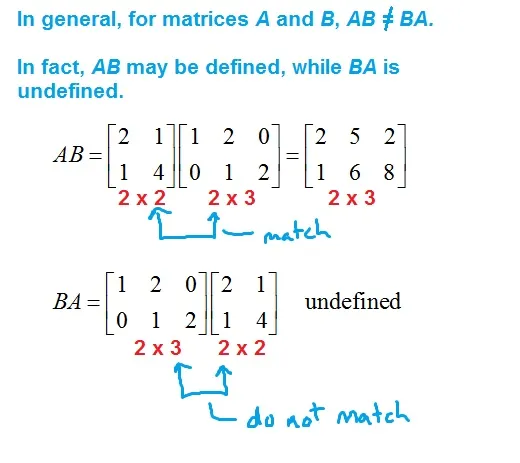 In general, for matrices A and B, AB ≠ BA.
In fact, AB may be defined, while BA is
undefined.
AB = [2 1; 1 4] [1 2 0; 0 1 2] = [2 5 2; 1 6 8]
2 x 2 2 x 3 2 x 3
match
BA = [1 2 0; 0 1 2] [2 1; 1 4] undefined
2 x 3 2 x 2
do not match